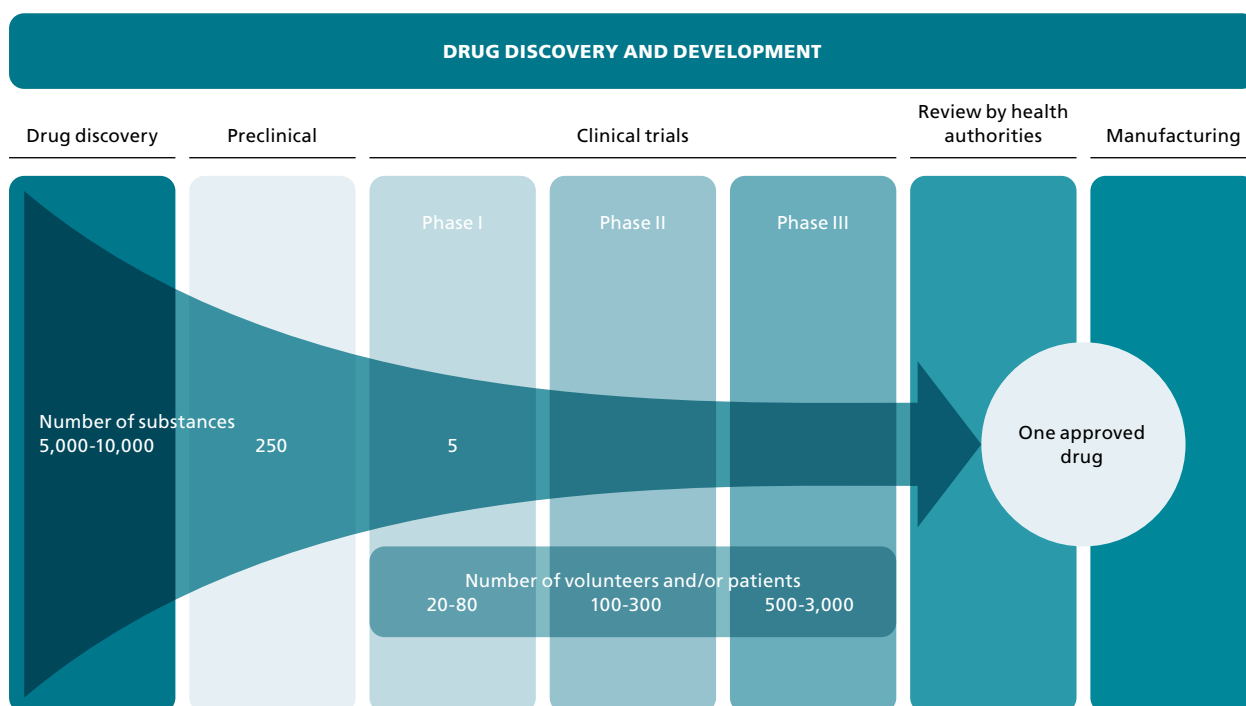 DRUG DISCOVERY AND DEVELOPMENT
Drug discovery
Preclinical
Clinical trials
Review by health
authorities
Manufacturing
Phase I
Phase II
Phase III
Number of substances
5,000-10,000
250
5
One approved
drug
Number of volunteers and/or patients
20-80
100-300
500-3,000